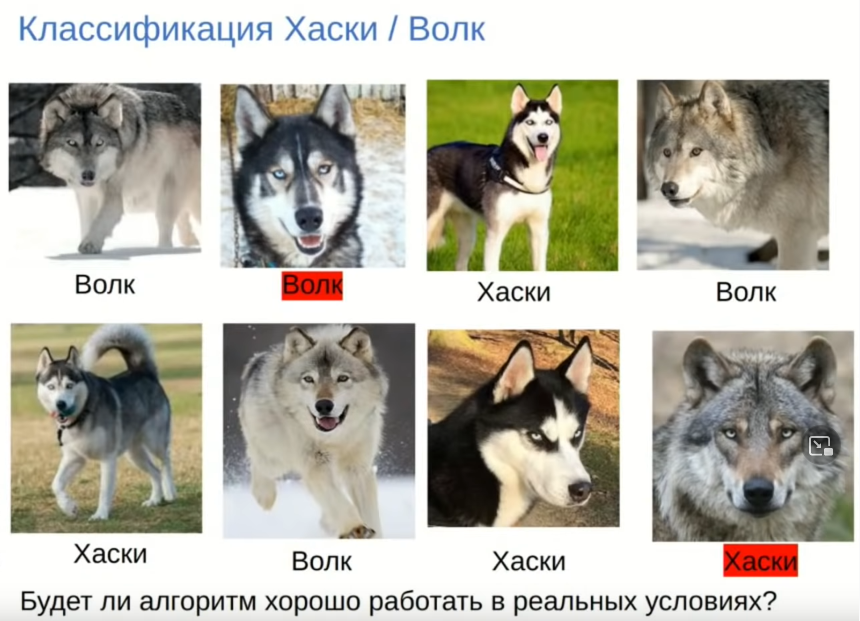 Классификация Хаски / Волк
Волк
Волк
Хаски
Волк
Хаски
Волк
Хаски
Хаски
Будет ли алгоритм хорошо работать в реальных условиях?